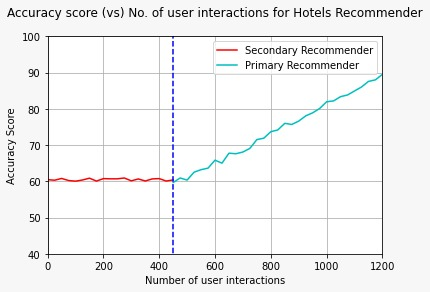 Accuracy score (vs) No. of user interactions for Hotels Recommender
100
90
80
70
60
50
40
Accuracy Score
Secondary Recommender
Primary Recommender
0 200 400 600 800 1000 1200
Number of user interactions